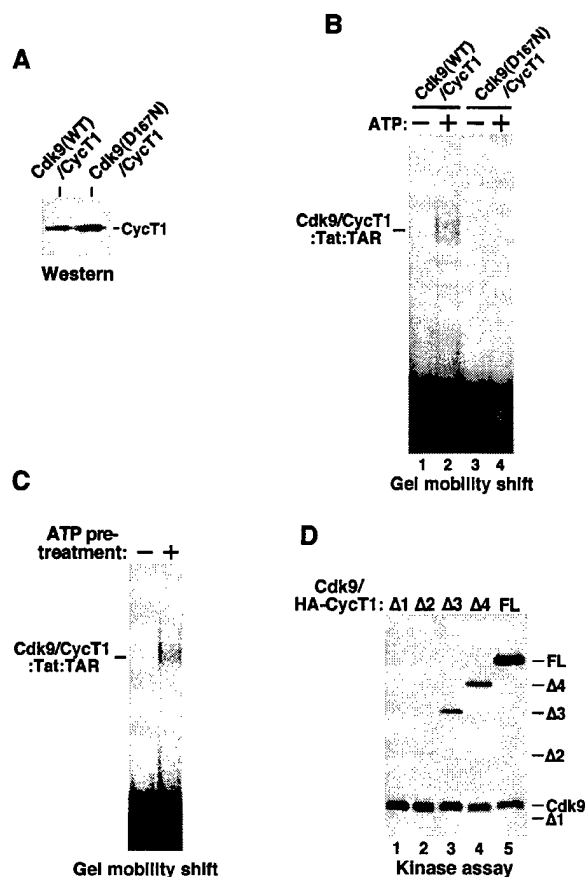 A
Cdk9(WT)
/CycT1
Cdk9(D167N)
/CycT1
-CycT1
Western
B
Cdk9(WT)
/CycT1
Cdk9(D167N)
/CycT1
ATP: − + − +
Cdk9/CycT1
:Tat:TAR
1 2 3 4
Gel mobility shift
C
ATP pre-
treatment: − +
Cdk9/CycT1
:Tat:TAR
Gel mobility shift
D
Cdk9/
HA-CycT1: Δ1 Δ2 Δ3 Δ4 FL
FL
Δ4
Δ3
Δ2
Cdk9
Δ1
1 2 3 4 5
Kinase assay